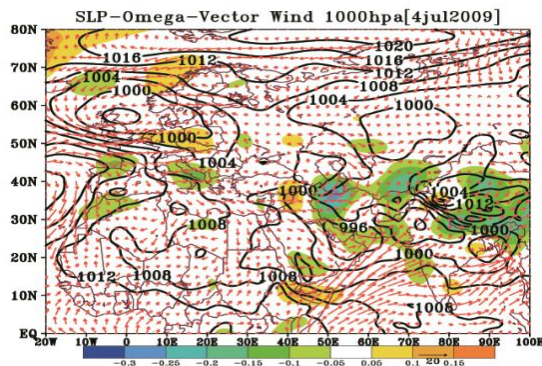 SLP-Omega-Vector Wind 1000hpa[4jul2009]
80N
1020
1016 1012 1016
70N
1012
1004 1008
1000 1004 1000
60N
50N
1000
1004
40N
1000 1004
1012
30N
1008 996 1000
20N
1012 1008 1008 1000
10N
1008
EQ
20W 10W 0 10E 20E 30E 40E 50E 60E 70E 80E 90E 100E
20
-0.3 -0.25 -0.2 -0.15 -0.1 -0.05 0.05 0.1 0.15